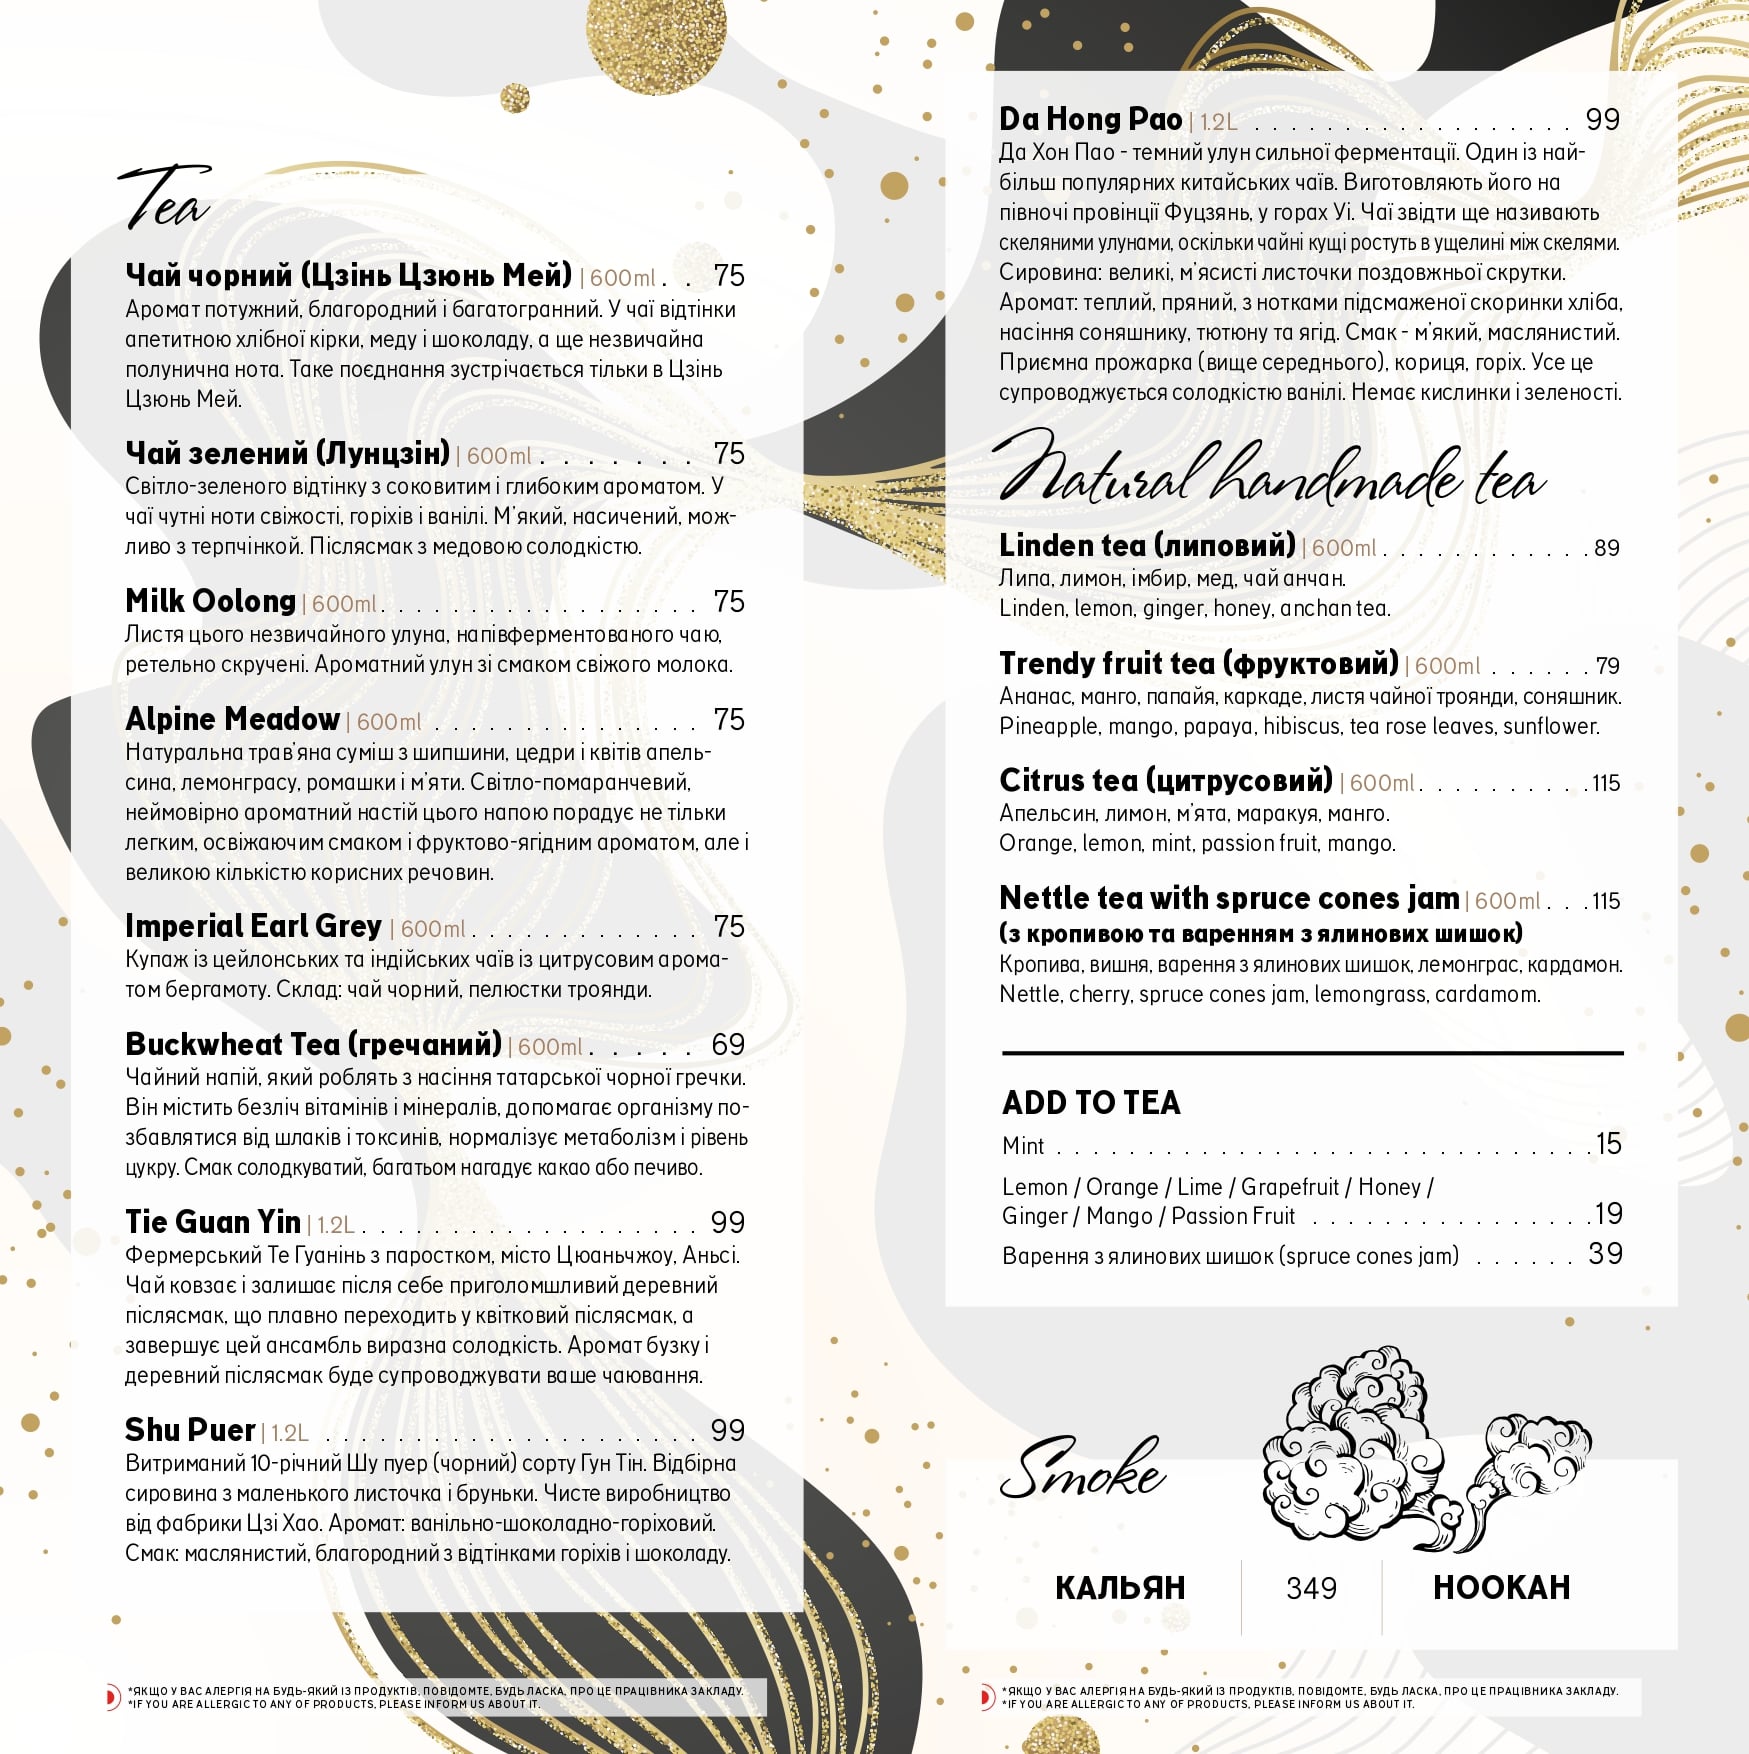 Tea
Чай чорний (Цзінь Цзюнь Мей) | 600ml . . 75
Аромат потужний, благородний і багатогранний. У чаї відтінки
апетитною хлібної кірки, меду і шоколаду, а ще незвичайна
полунична нота. Таке поєднання зустрічається тільки в Цзінь
Цзюнь Мей.
Чай зелений (Лунцзін) | 600ml . . . . . . . 75
Світло-зеленого відтінку з соковитим і глибоким ароматом. У
чаї чутні ноти свіжості, горіхів і ванілі. М'який, насичений, мож-
ливо з терпчінкой. Післясмак з медовою солодкістю.
Milk Oolong | 600ml . . . . . . . . . . . . . . . . . . 75
Листя цього незвичайного улуна, напівферментованого чаю,
ретельно скручені. Ароматний улун зі смаком свіжого молока.
Alpine Meadow | 600ml . . . . . . . . . . . . . . . 75
Натуральна трав'яна суміш з шипшини, цедри і квітів апель-
сина, лемонграсу, ромашки і м'яти. Світло-помаранчевий,
неймовірно ароматний настій цього напою порадує не тільки
легким, освіжаючим смаком і фруктово-ягідним ароматом, але і
великою кількістю корисних речовин.
Imperial Earl Grey | 600ml . . . . . . . . . . . . . 75
Купаж із цейлонських та індійських чаїв із цитрусовим арома-
том бергамоту. Склад: чай чорний, пелюстки троянди.
Buckwheat Tea (гречаний) | 600ml . . . . . 69
Чайний напій, який роблять з насіння татарської чорної гречки.
Він містить безліч вітамінів і мінералів, допомагає організму по-
збавлятися від шлаків і токсинів, нормалізує метаболізм і рівень
цукру. Смак солодкуватий, багатьом нагадує какао або печиво.
Tie Guan Yin | 1.2L . . . . . . . . . . . . . . . . . . . 99
Фермерський Те Гуанінь з паростком, місто Цюаньчжоу, Аньсі.
Чай ковзає і залишає після себе приголомшливий деревний
післясмак, що плавно переходить у квітковий післясмак, а
завершує цей ансамбль виразна солодкість. Аромат бузку і
деревний післясмак буде супроводжувати ваше чаювання.
Shu Puer | 1.2L . . . . . . . . . . . . . . . . . . . . . 99
Витриманий 10-річний Шу пуер (чорний) сорту Гун Тін. Відбірна
сировина з маленького листочка і бруньки. Чисте виробництво
від фабрики Цзі Хао. Аромат: ванільно-шоколадно-горіховий.
Смак: маслянистий, благородний з відтінками горіхів і шоколаду.
*ЯКЩО У ВАС АЛЕРГІЯ НА БУДЬ-ЯКИЙ ІЗ ПРОДУКТІВ, ПОВІДОМТЕ, БУДЬ ЛАСКА, ПРО ЦЕ ПРАЦІВНИКА ЗАКЛАДУ.
*IF YOU ARE ALLERGIC TO ANY OF PRODUCTS, PLEASE INFORM US ABOUT IT.
Da Hong Pao | 1.2L . . . . . . . . . . . . . . . . . . 99
Да Хон Пао - темний улун сильної ферментації. Один із най-
більш популярних китайських чаїв. Виготовляють його на
півночі провінції Фуцзянь, у горах Уі. Чаї звідти ще називають
скеляними улунами, оскільки чайні кущі ростуть в ущелині між скелями.
Сировина: великі, м'ясисті листочки поздовжньої скрутки.
Аромат: теплий, пряний, з нотками підсмаженої скоринки хліба,
насіння соняшнику, тютюну та ягід. Смак - м'який, маслянистий.
Приємна прожарка (вище середнього), кориця, горіх. Усе це
супроводжується солодкістю ванілі. Немає кислинки і зеленості.
Natural handmade tea
Linden tea (липовий) | 600ml . . . . . . . . . . . . 89
Липа, лимон, імбир, мед, чай анчан.
Linden, lemon, ginger, honey, anchan tea.
Trendy fruit tea (фруктовий) | 600ml . . . . . . 79
Ананас, манго, папайя, каркаде, листя чайної троянди, соняшник.
Pineapple, mango, papaya, hibiscus, tea rose leaves, sunflower.
Citrus tea (цитрусовий) | 600ml . . . . . . . . . . 115
Апельсин, лимон, м'ята, маракуя, манго.
Orange, lemon, mint, passion fruit, mango.
Nettle tea with spruce cones jam | 600ml . . . 115
(з кропивою та варенням з ялинових шишок)
Кропива, вишня, варення з ялинових шишок, лемонграс, кардамон.
Nettle, cherry, spruce cones jam, lemongrass, cardamom.
ADD TO TEA
Mint . . . . . . . . . . . . . . . . . . . . . . . . . . . . . . 15
Lemon / Orange / Lime / Grapefruit / Honey /
Ginger / Mango / Passion Fruit . . . . . . . . . . . . . . . . 19
Варення з ялинових шишок (spruce cones jam) . . . . . . 39
Smoke
КАЛЬЯН | 349 | HOOKAH
*ЯКЩО У ВАС АЛЕРГІЯ НА БУДЬ-ЯКИЙ ІЗ ПРОДУКТІВ, ПОВІДОМТЕ, БУДЬ ЛАСКА, ПРО ЦЕ ПРАЦІВНИКА ЗАКЛАДУ.
*IF YOU ARE ALLERGIC TO ANY OF PRODUCTS, PLEASE INFORM US ABOUT IT.